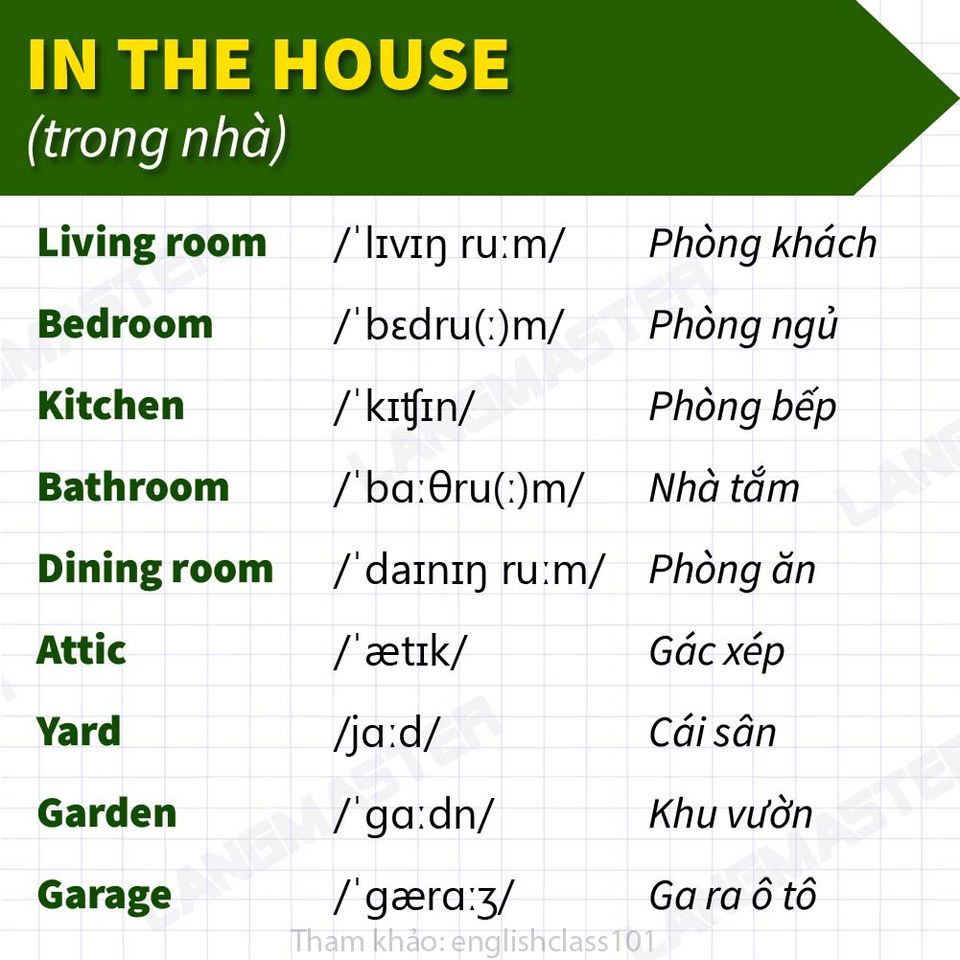 IN THE HOUSE
(trong nhà)
Living room /ˈlɪvɪŋ ruːm/ Phòng khách
Bedroom /ˈbɛdru(ː)m/ Phòng ngủ
Kitchen /ˈkɪʧɪn/ Phòng bếp
Bathroom /ˈbɑːθru(ː)m/ Nhà tắm
Dining room /ˈdaɪnɪŋ ruːm/ Phòng ăn
Attic /ˈætɪk/ Gác xép
Yard /jɑːd/ Cái sân
Garden /ˈgɑːdn/ Khu vườn
Garage /ˈgærɑːʒ/ Ga ra ô tô
Tham khảo: englishclass101
LANGMASTER